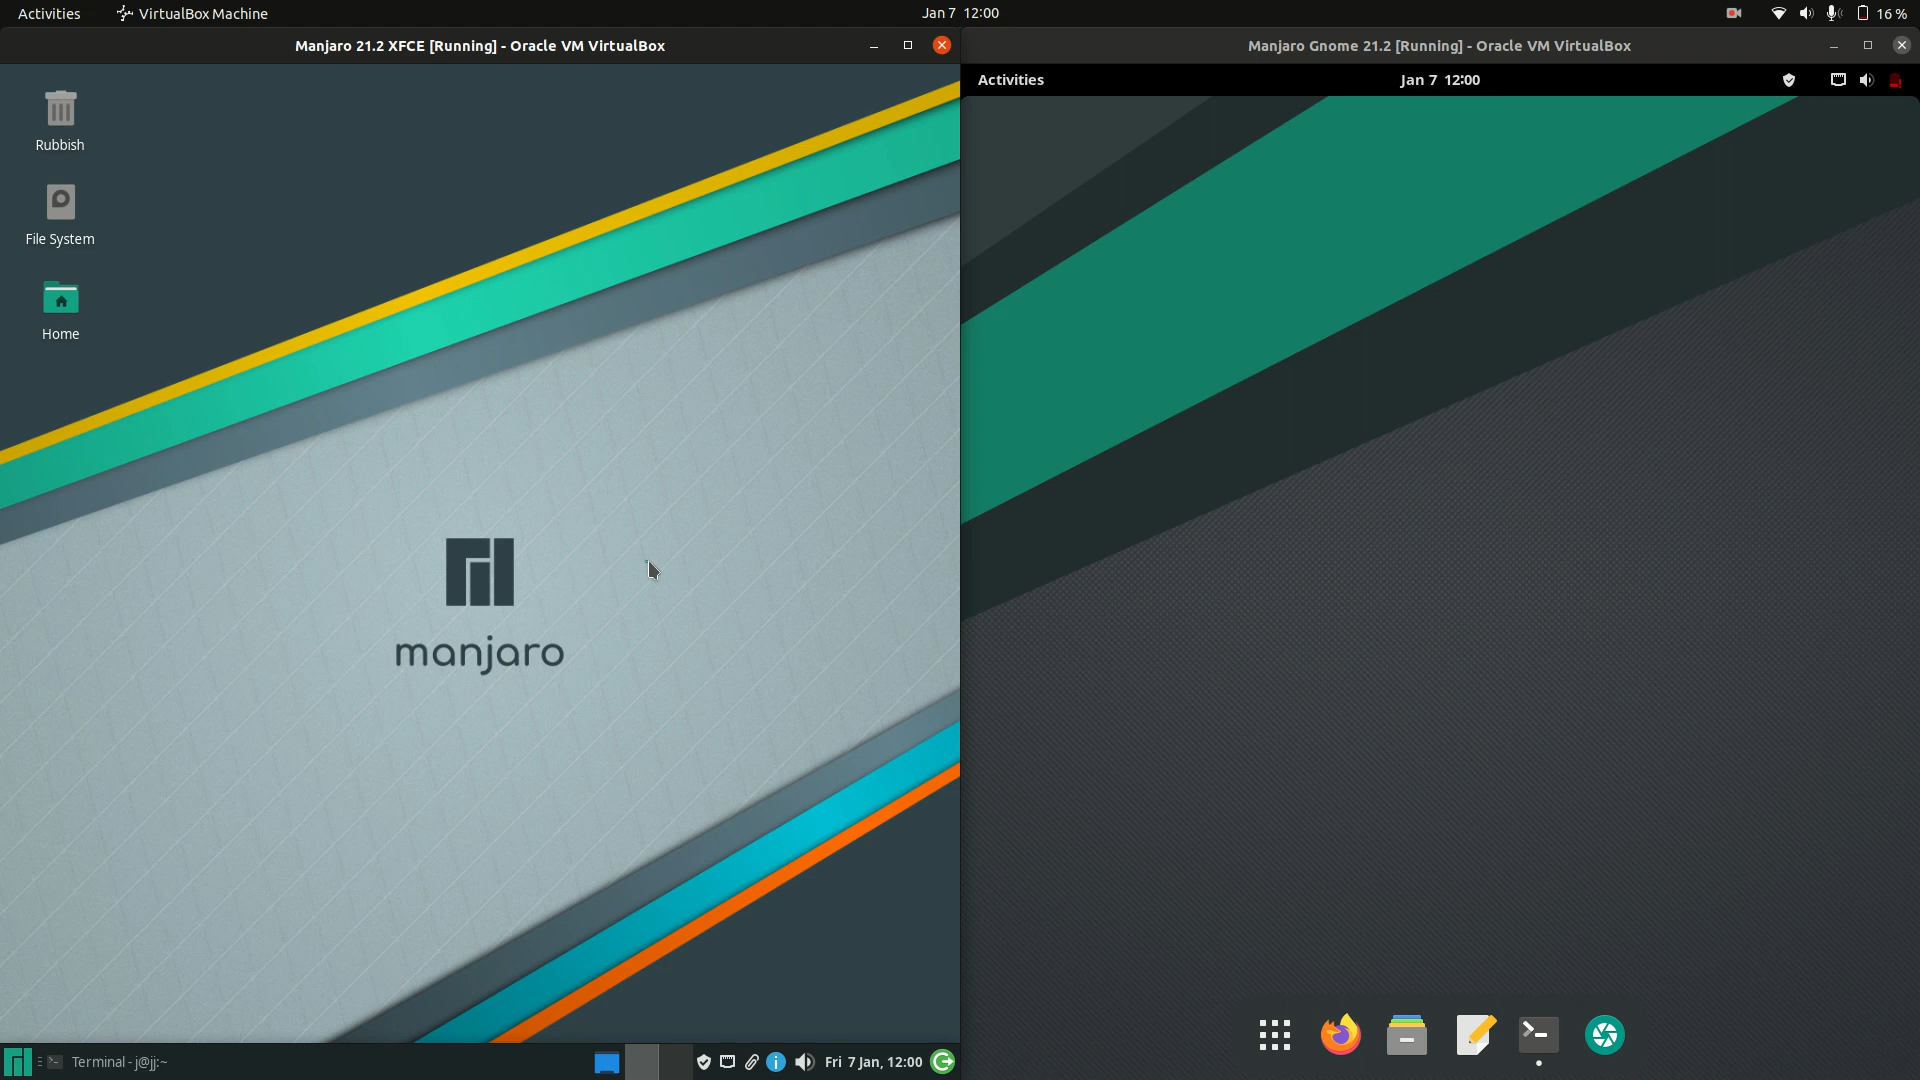 Activities
VirtualBox Machine
Jan 7 12:00
16 %
Manjaro 21.2 XFCE [Running] - Oracle VM VirtualBox
Manjaro Gnome 21.2 [Running] - Oracle VM VirtualBox
Activities
Jan 7 12:00
Rubbish
File System
Home
manjaro
Terminal - j@jj:~
Fri 7 Jan, 12:00